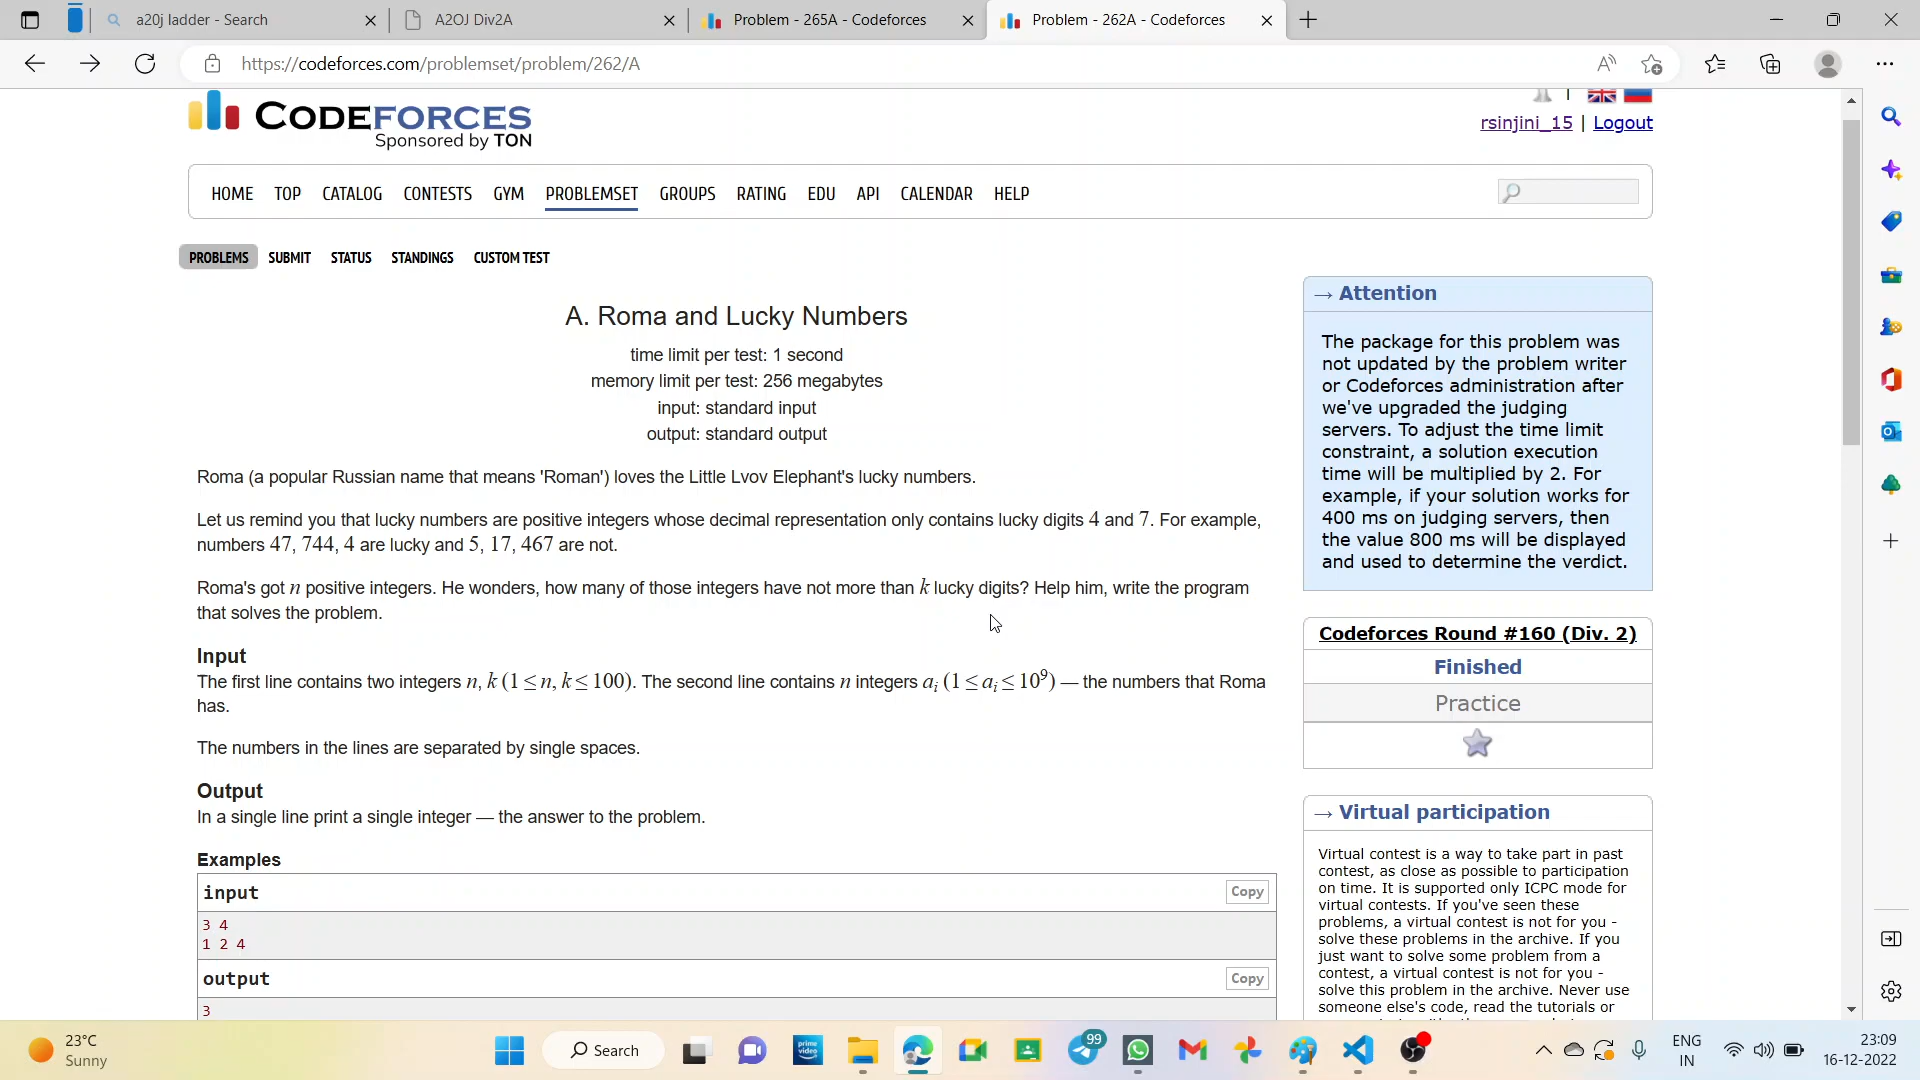 a20j ladder - Search
A2OJ Div2A
Problem - 265A - Codeforces
Problem - 262A - Codeforces
https://codeforces.com/problemset/problem/262/A
CODEFORCES
Sponsored by TON
rsinjini_15 | Logout
HOME TOP CATALOG CONTESTS GYM PROBLEMSET GROUPS RATING EDU API CALENDAR HELP
PROBLEMS SUBMIT STATUS STANDINGS CUSTOM TEST
A. Roma and Lucky Numbers
time limit per test: 1 second
memory limit per test: 256 megabytes
input: standard input
output: standard output
Roma (a popular Russian name that means 'Roman') loves the Little Lvov Elephant's lucky numbers.
Let us remind you that lucky numbers are positive integers whose decimal representation only contains lucky digits 4 and 7. For example,
numbers 47, 744, 4 are lucky and 5, 17, 467 are not.
Roma's got n positive integers. He wonders, how many of those integers have not more than k lucky digits? Help him, write the program
that solves the problem.
Input
The first line contains two integers n, k (1 ≤ n, k ≤ 100). The second line contains n integers aᵢ (1 ≤ aᵢ ≤ 10⁹) — the numbers that Roma
has.
The numbers in the lines are separated by single spaces.
Output
In a single line print a single integer — the answer to the problem.
Examples
input
Copy
3 4
1 2 4
output
Copy
3
→ Attention
The package for this problem was
not updated by the problem writer
or Codeforces administration after
we've upgraded the judging
servers. To adjust the time limit
constraint, a solution execution
time will be multiplied by 2. For
example, if your solution works for
400 ms on judging servers, then
the value 800 ms will be displayed
and used to determine the verdict.
Codeforces Round #160 (Div. 2)
Finished
Practice
→ Virtual participation
Virtual contest is a way to take part in past
contest, as close as possible to participation
on time. It is supported only ICPC mode for
virtual contests. If you've seen these
problems, a virtual contest is not for you -
solve these problems in the archive. If you
just want to solve some problem from a
contest, a virtual contest is not for you -
solve this problem in the archive. Never use
someone else's code, read the tutorials or
23°C
Sunny
Search
prime video
99
ENG
IN
23:09
16-12-2022